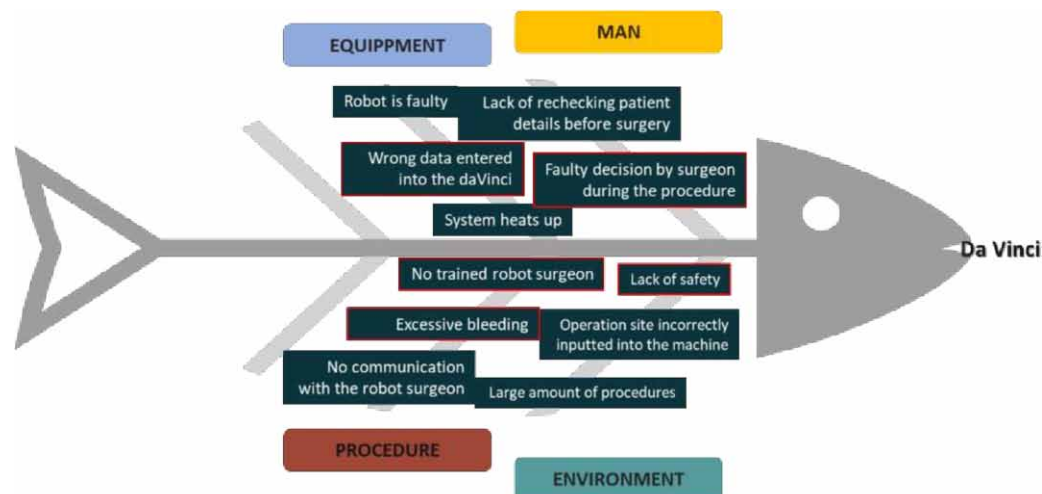 EQUIPPMENT
MAN
Robot is faulty
Lack of rechecking patient
details before surgery
Wrong data entered
into the daVinci
Faulty decision by surgeon
during the procedure
System heats up
Da Vinci
No trained robot surgeon
Lack of safety
Excessive bleeding
Operation site incorrectly
inputted into the machine
No communication
with the robot surgeon
Large amount of procedures
PROCEDURE
ENVIRONMENT